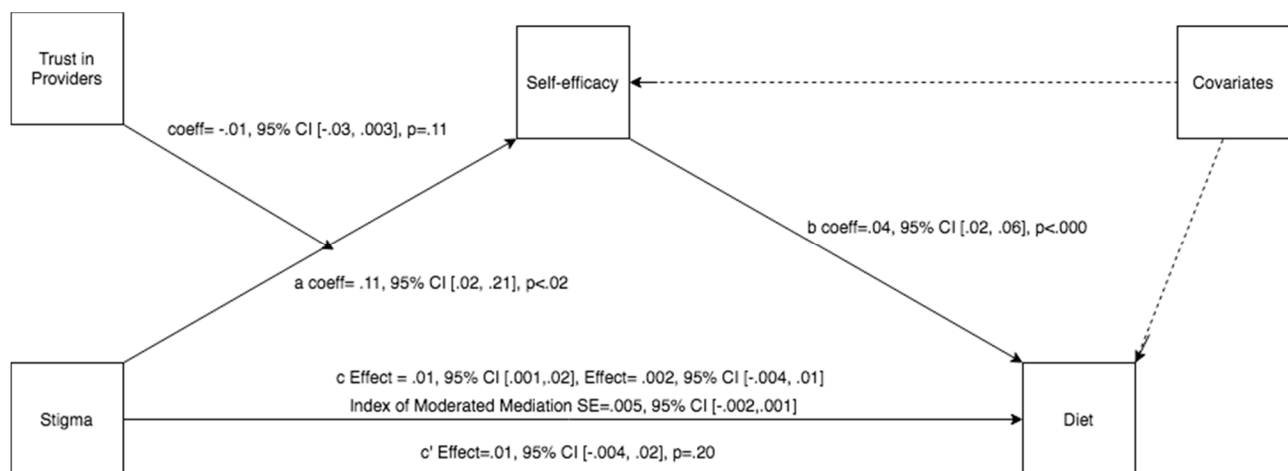 Trust in
Providers
Self-efficacy
Covariates
coeff= -.01, 95% CI [-.03, .003], p=.11
b coeff=.04, 95% CI [.02, .06], p<.000
a coeff= .11, 95% CI [.02, .21], p<.02
c Effect = .01, 95% CI [.001,.02], Effect= .002, 95% CI [-.004, .01]
Index of Moderated Mediation SE=.005, 95% CI [-.002,.001]
Stigma
Diet
c' Effect=.01, 95% CI [-.004, .02], p=.20